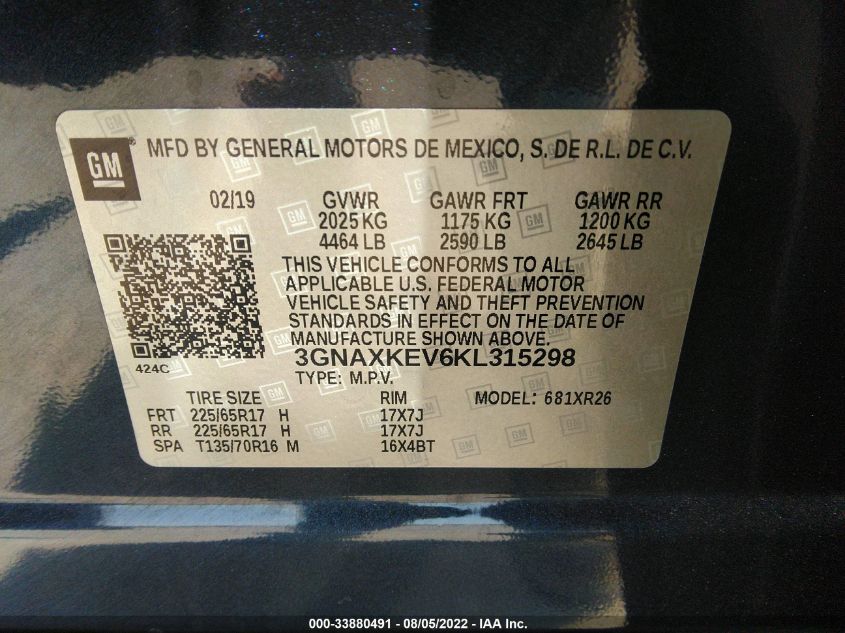 GM
MFD BY GENERAL MOTORS DE MEXICO, S. DE R.L. DE C.V.
02/19 GVWR GAWR FRT GAWR RR
2025 KG 1175 KG 1200 KG
4464 LB 2590 LB 2645 LB
THIS VEHICLE CONFORMS TO ALL
APPLICABLE U.S. FEDERAL MOTOR
VEHICLE SAFETY AND THEFT PREVENTION
STANDARDS IN EFFECT ON THE DATE OF
MANUFACTURE SHOWN ABOVE.
424C 3GNAXKEV6KL315298
TYPE: M.P.V.
TIRE SIZE RIM MODEL: 681XR26
FRT 225/65R17 H 17X7J
RR 225/65R17 H 17X7J
SPA T135/70R16 M 16X4BT
000-33880491 - 08/05/2022 - IAA Inc.